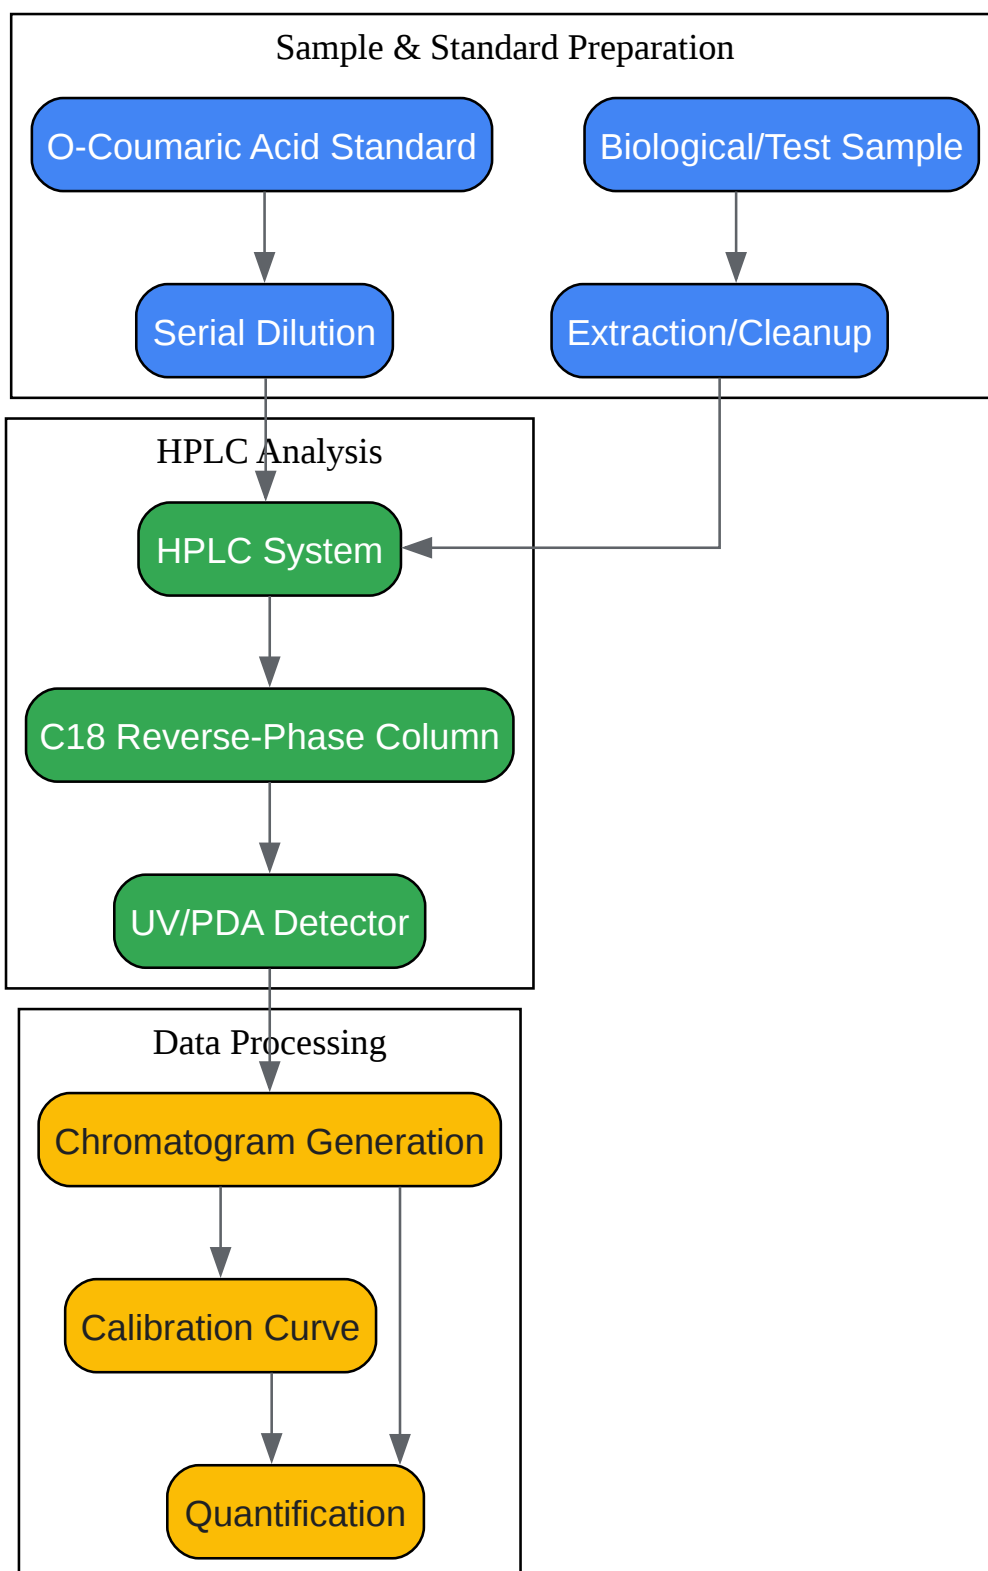 Sample & Standard Preparation
O-Coumaric Acid Standard
Biological/Test Sample
Serial Dilution
Extraction/Cleanup
HPLC Analysis
HPLC System
C18 Reverse-Phase Column
UV/PDA Detector
Data Processing
Chromatogram Generation
Calibration Curve
Quantification